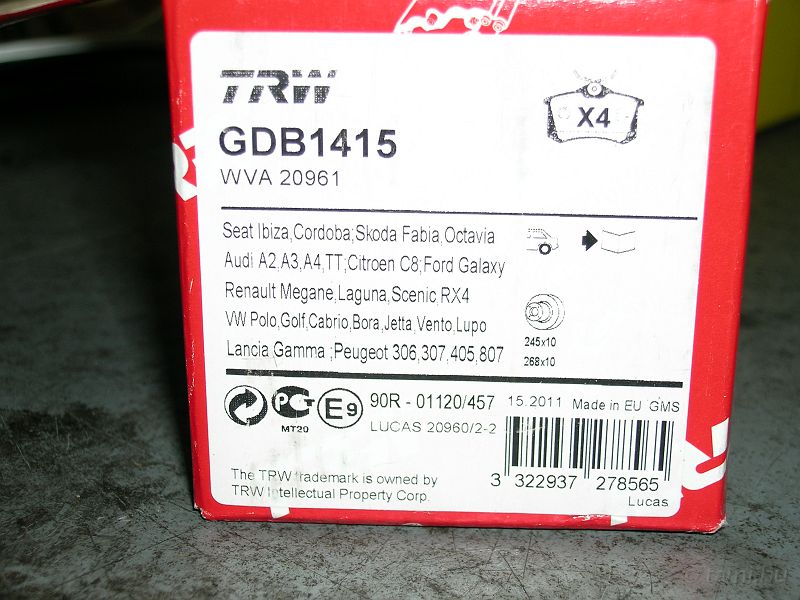 TRW
X4
GDB1415
WVA 20961
Seat Ibiza,Cordoba;Skoda Fabia,Octavia
Audi A2,A3,A4,TT;Citroen C8;Ford Galaxy
Renault Megane,Laguna,Scenic,RX4
VW Polo,Golf,Cabrio,Bora,Jetta,Vento,Lupo
Lancia Gamma ;Peugeot 306,307,405,807
245x10
268x10
MT20
E9
90R - 01120/457
15.2011 Made in EU GMS
LUCAS 20960/2-2
3 322937 278565
Lucas
The TRW trademark is owned by
TRW Intellectual Property Corp.